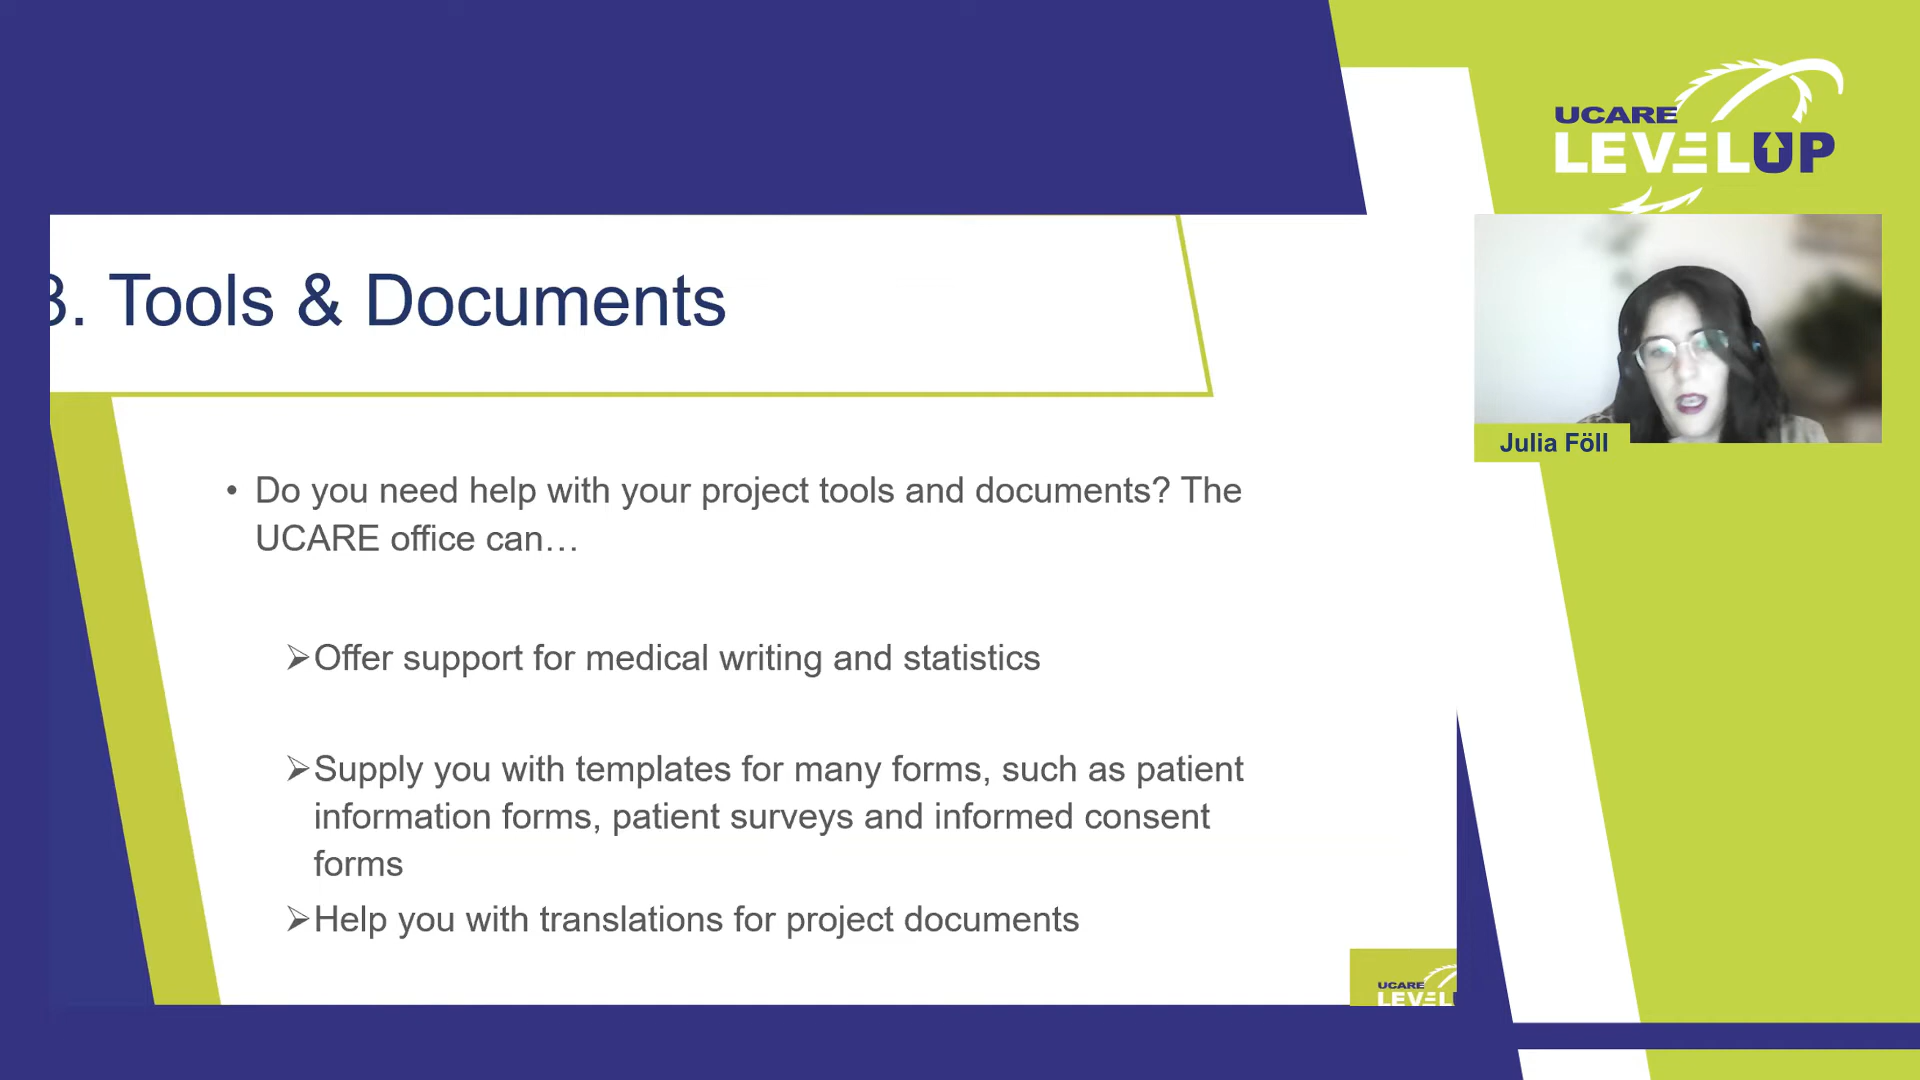 UCARE
LEVELUP
3. Tools & Documents
Julia Föll
• Do you need help with your project tools and documents? The
UCARE office can…
➢Offer support for medical writing and statistics
➢Supply you with templates for many forms, such as patient
information forms, patient surveys and informed consent
forms
➢Help you with translations for project documents
UCARE
LEVEL